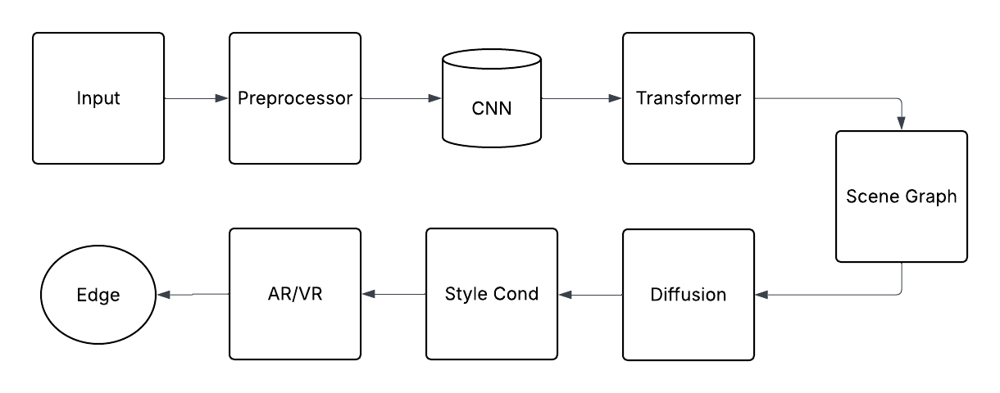 Input
Preprocessor
CNN
Transformer
Scene Graph
Diffusion
Style Cond
AR/VR
Edge